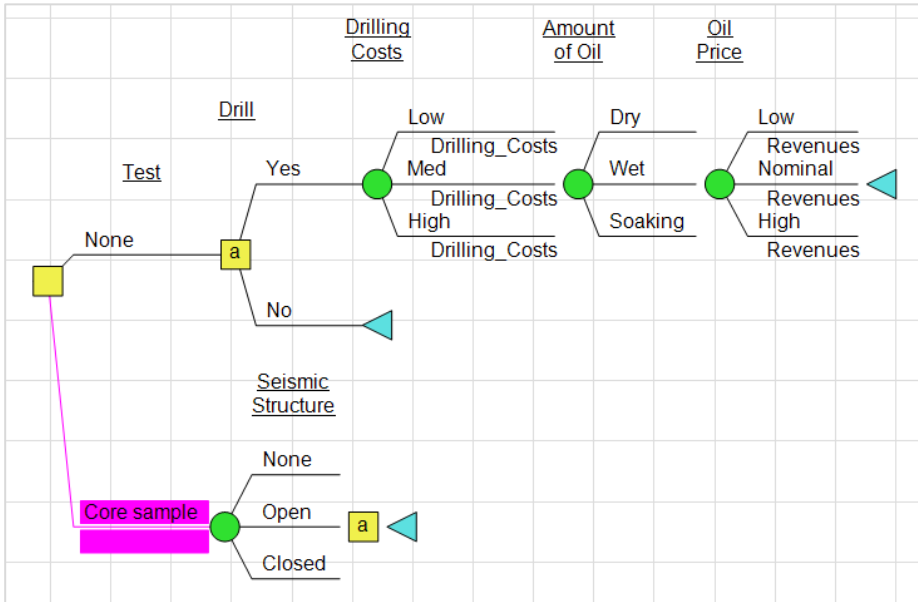 Drilling
Costs
Amount
of Oil
Oil
Price
Drill
Test
Low
Drilling_Costs
Dry
Low
Revenues
Yes
Med
Drilling_Costs
Wet
Nominal
Revenues
High
Drilling_Costs
Soaking
High
Revenues
None
a
No
Seismic
Structure
None
Core sample
Open
a
Closed